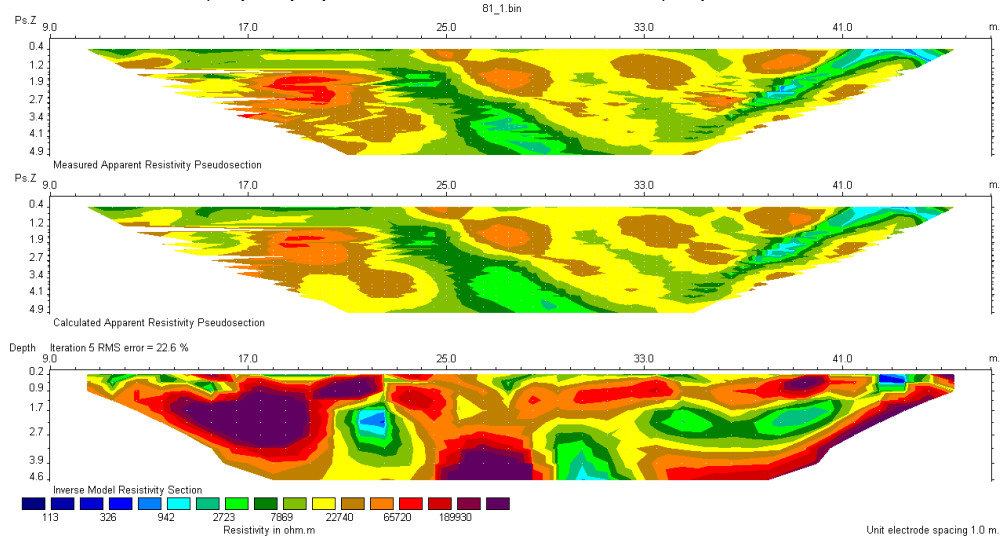 81_1.bin
Ps.Z 9.0 17.0 25.0 33.0 41.0 m.
0.4
1.2
1.9
2.7
3.4
4.1
4.9
Measured Apparent Resistivity Pseudosection
Ps.Z 9.0 17.0 25.0 33.0 41.0 m.
0.4
1.2
1.9
2.7
3.4
4.1
4.9
Calculated Apparent Resistivity Pseudosection
Depth Iteration 5 RMS error = 22.6 %
9.0 17.0 25.0 33.0 41.0 m.
0.2
0.9
1.7
2.7
3.9
4.6
Inverse Model Resistivity Section
113 326 942 2723 7869 22740 65720 189930
Resistivity in ohm.m Unit electrode spacing 1.0 m.